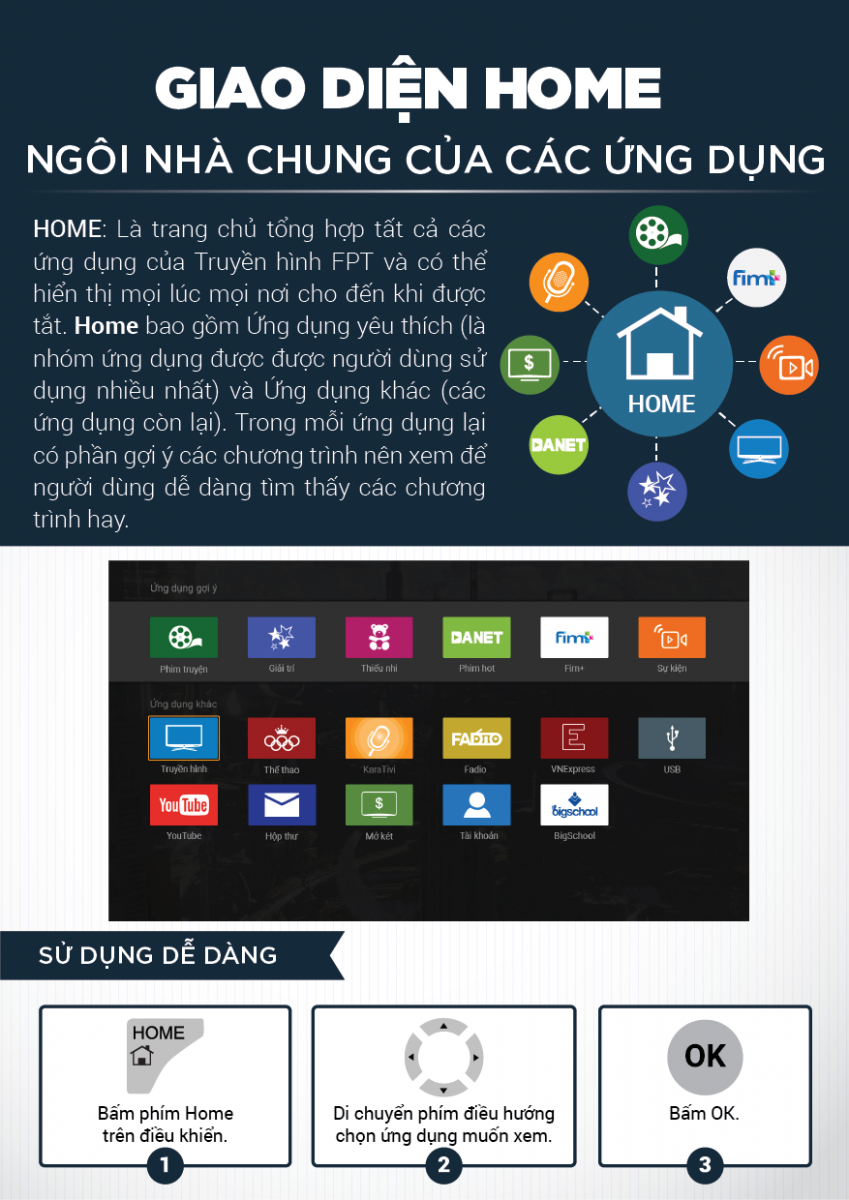 GIAO DIỆN HOME
NGÔI NHÀ CHUNG CỦA CÁC ỨNG DỤNG
HOME: Là trang chủ tổng hợp tất cả các
ứng dụng của Truyền hình FPT và có thể
hiển thị mọi lúc mọi nơi cho đến khi được
tắt. Home bao gồm Ứng dụng yêu thích (là
nhóm ứng dụng được được người dùng sử
dụng nhiều nhất) và Ứng dụng khác (các
ứng dụng còn lại). Trong mỗi ứng dụng lại
có phần gợi ý các chương trình nên xem để
người dùng dễ dàng tìm thấy các chương
trình hay.
Fim+
$
HOME
DANET
Ứng dụng gợi ý
DANET
Fim+
Phim truyện
Giải trí
Thiếu nhi
Phim hot
Fim+
Sự kiện
Ứng dụng khác
FADIO
E
Truyền hình
Thể thao
KaraTivi
Fadio
VNExpress
USB
YouTube
$
Bigschool
YouTube
Hộp thư
Mở két
Tài khoản
BigSchool
SỬ DỤNG DỄ DÀNG
HOME
Bấm phím Home
trên điều khiển.
1
Di chuyển phím điều hướng
chọn ứng dụng muốn xem.
2
OK
Bấm OK.
3